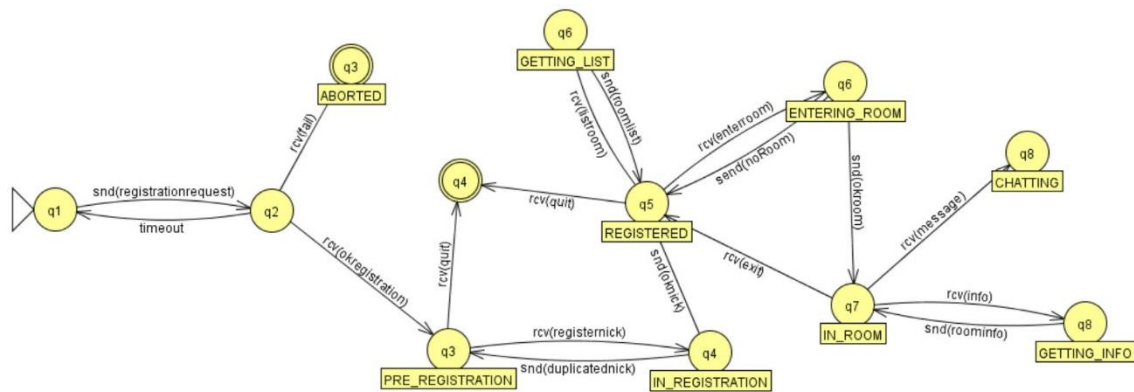 q6
GETTING_LIST
q3
ABORTED
q6
ENTERING_ROOM
rcv(fail)
snd(roomlist)
rcv(listroom)
rcv(enterroom)
send(noRoom)
q8
CHATTING
q4
snd(registrationrequest)
q1
q2
timeout
rcv(quit)
q5
REGISTERED
snd(okroom)
rcv(message)
rcv(okregistration)
rcv(quit)
snd(oknick)
rcv(exit)
q7
IN_ROOM
rcv(info)
snd(roominfo)
q8
GETTING_INFO
q3
PRE_REGISTRATION
rcv(registernick)
snd(duplicatednick)
q4
IN_REGISTRATION